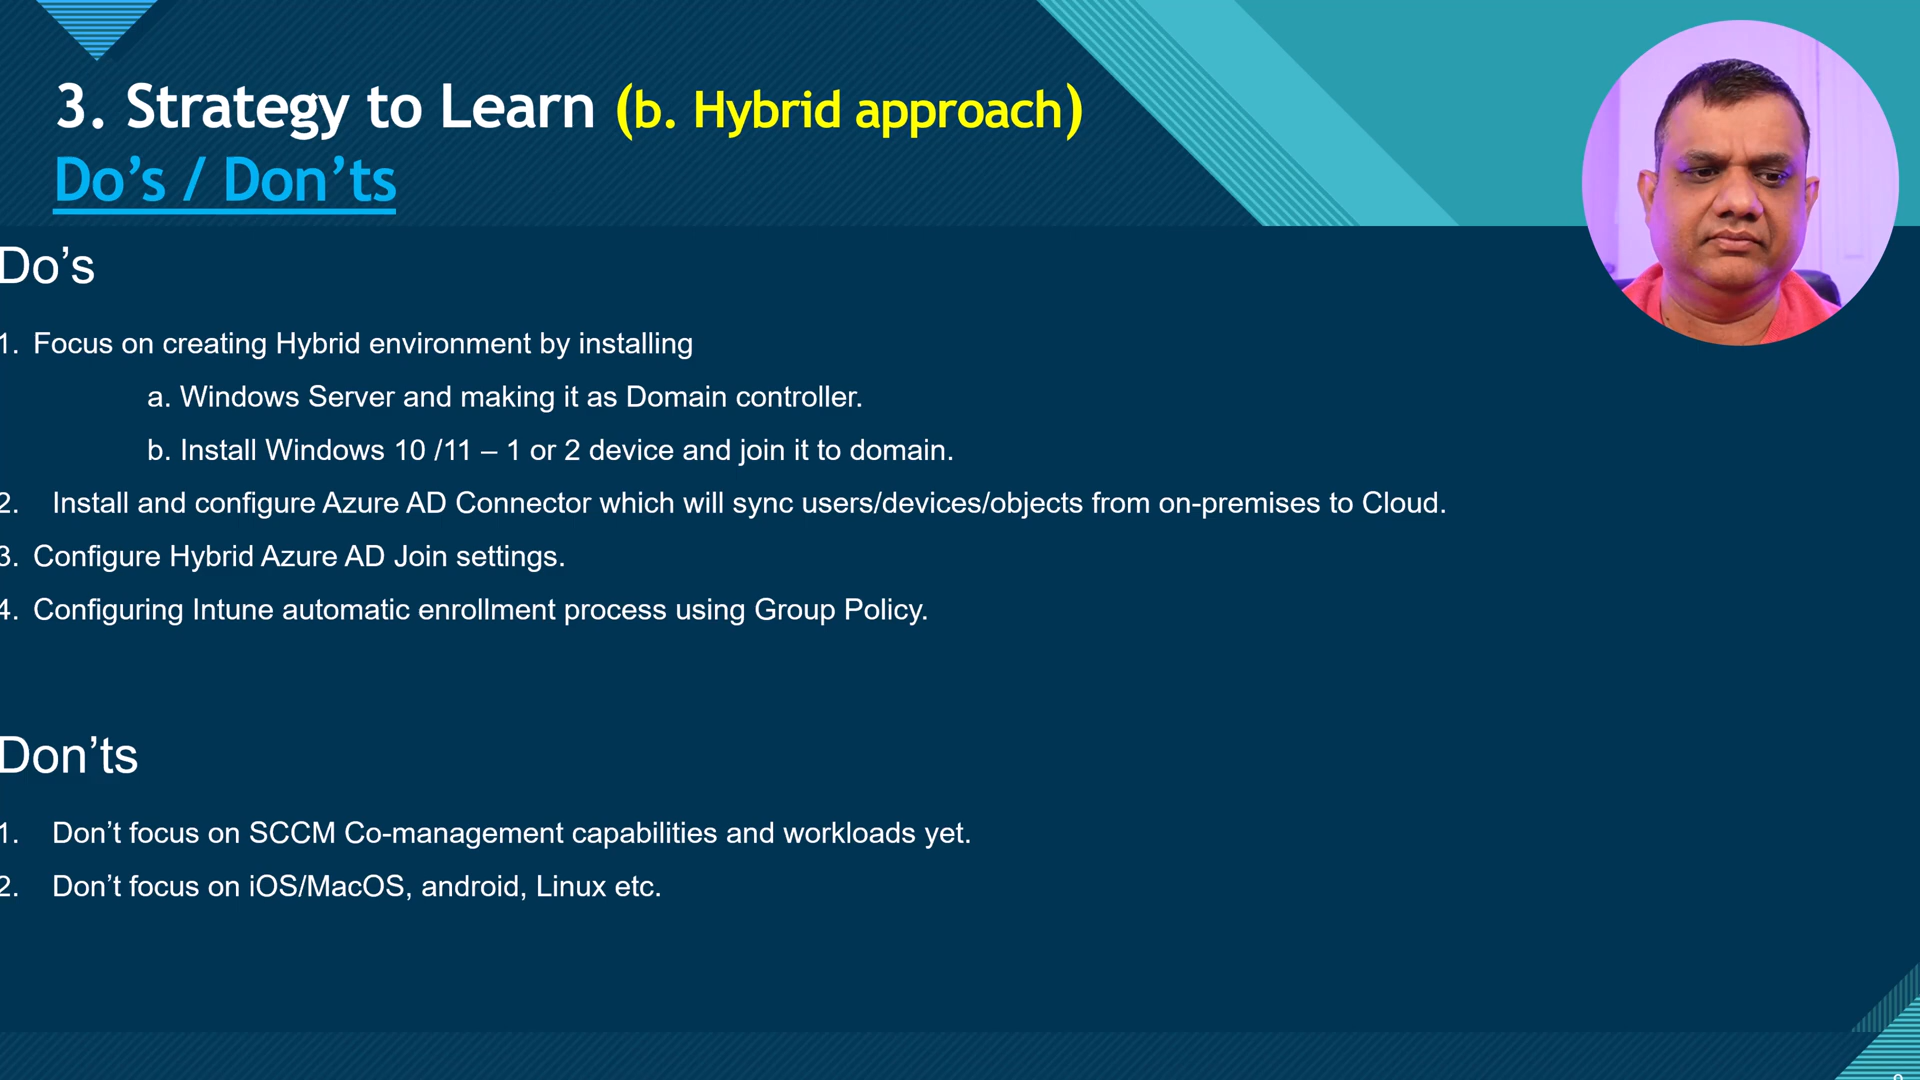 3. Strategy to Learn (b. Hybrid approach)
Do’s / Don’ts
Do’s
1. Focus on creating Hybrid environment by installing
a. Windows Server and making it as Domain controller.
b. Install Windows 10 /11 – 1 or 2 device and join it to domain.
2. Install and configure Azure AD Connector which will sync users/devices/objects from on-premises to Cloud.
3. Configure Hybrid Azure AD Join settings.
4. Configuring Intune automatic enrollment process using Group Policy.
Don’ts
1. Don’t focus on SCCM Co-management capabilities and workloads yet.
2. Don’t focus on iOS/MacOS, android, Linux etc.